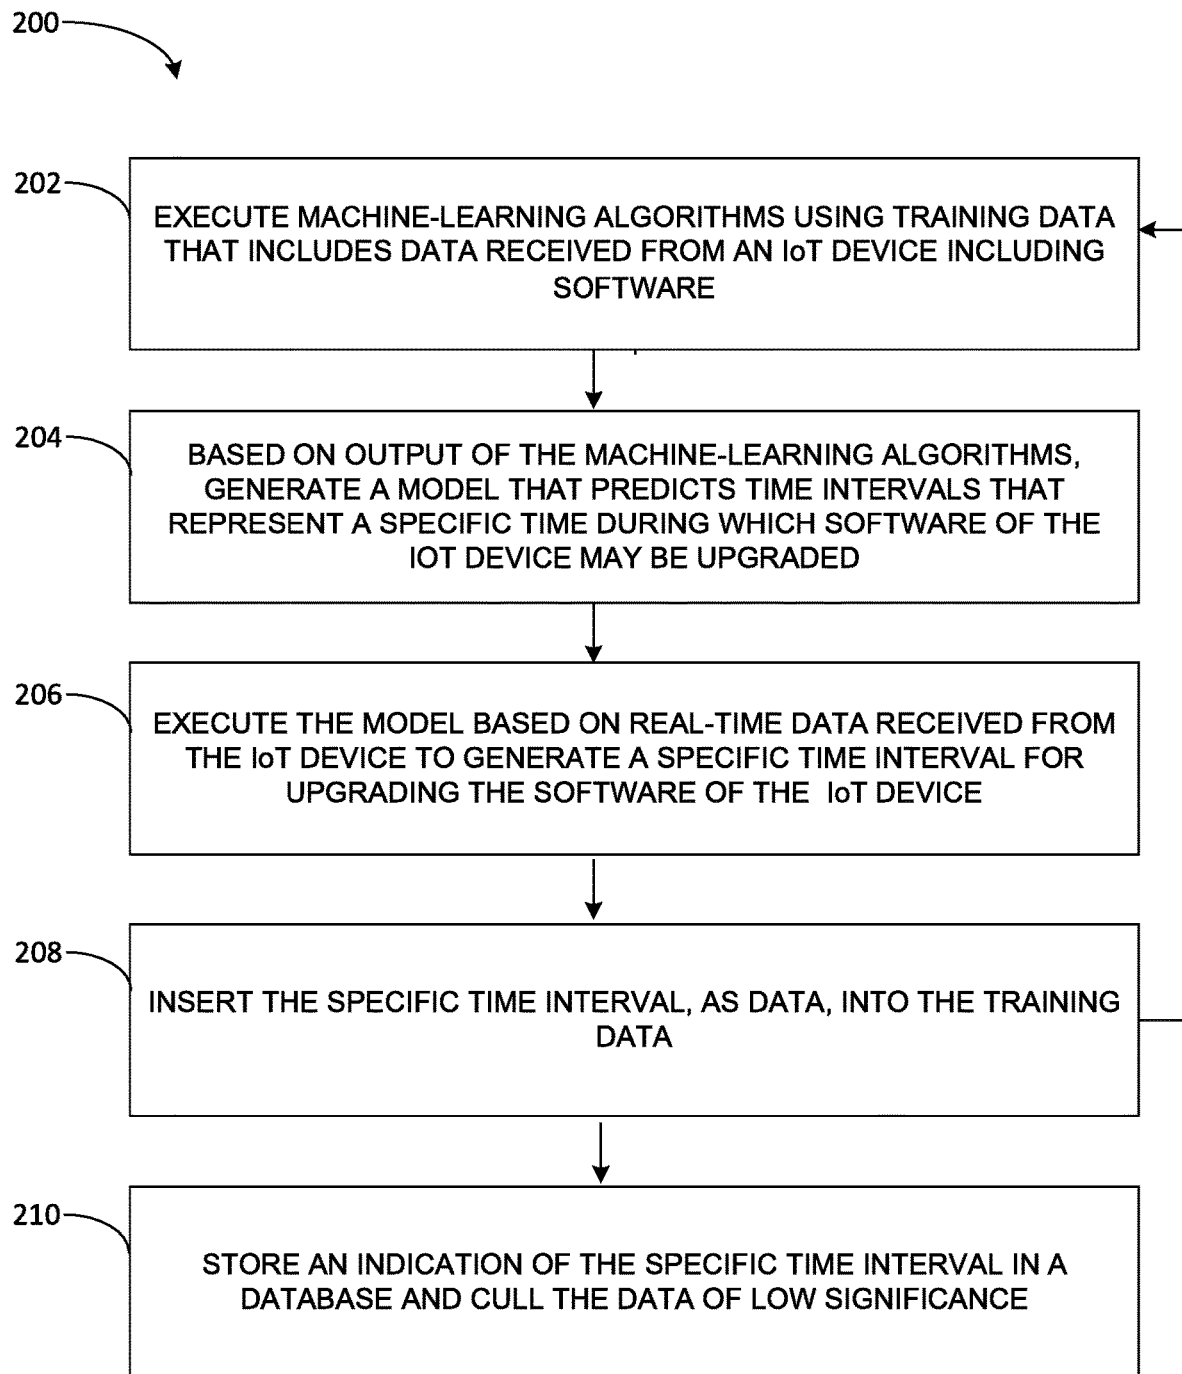 200
202
EXECUTE MACHINE-LEARNING ALGORITHMS USING TRAINING DATA
THAT INCLUDES DATA RECEIVED FROM AN IoT DEVICE INCLUDING
SOFTWARE
204
BASED ON OUTPUT OF THE MACHINE-LEARNING ALGORITHMS,
GENERATE A MODEL THAT PREDICTS TIME INTERVALS THAT
REPRESENT A SPECIFIC TIME DURING WHICH SOFTWARE OF THE
IOT DEVICE MAY BE UPGRADED
206
EXECUTE THE MODEL BASED ON REAL-TIME DATA RECEIVED FROM
THE IoT DEVICE TO GENERATE A SPECIFIC TIME INTERVAL FOR
UPGRADING THE SOFTWARE OF THE IoT DEVICE
208
INSERT THE SPECIFIC TIME INTERVAL, AS DATA, INTO THE TRAINING
DATA
210
STORE AN INDICATION OF THE SPECIFIC TIME INTERVAL IN A
DATABASE AND CULL THE DATA OF LOW SIGNIFICANCE